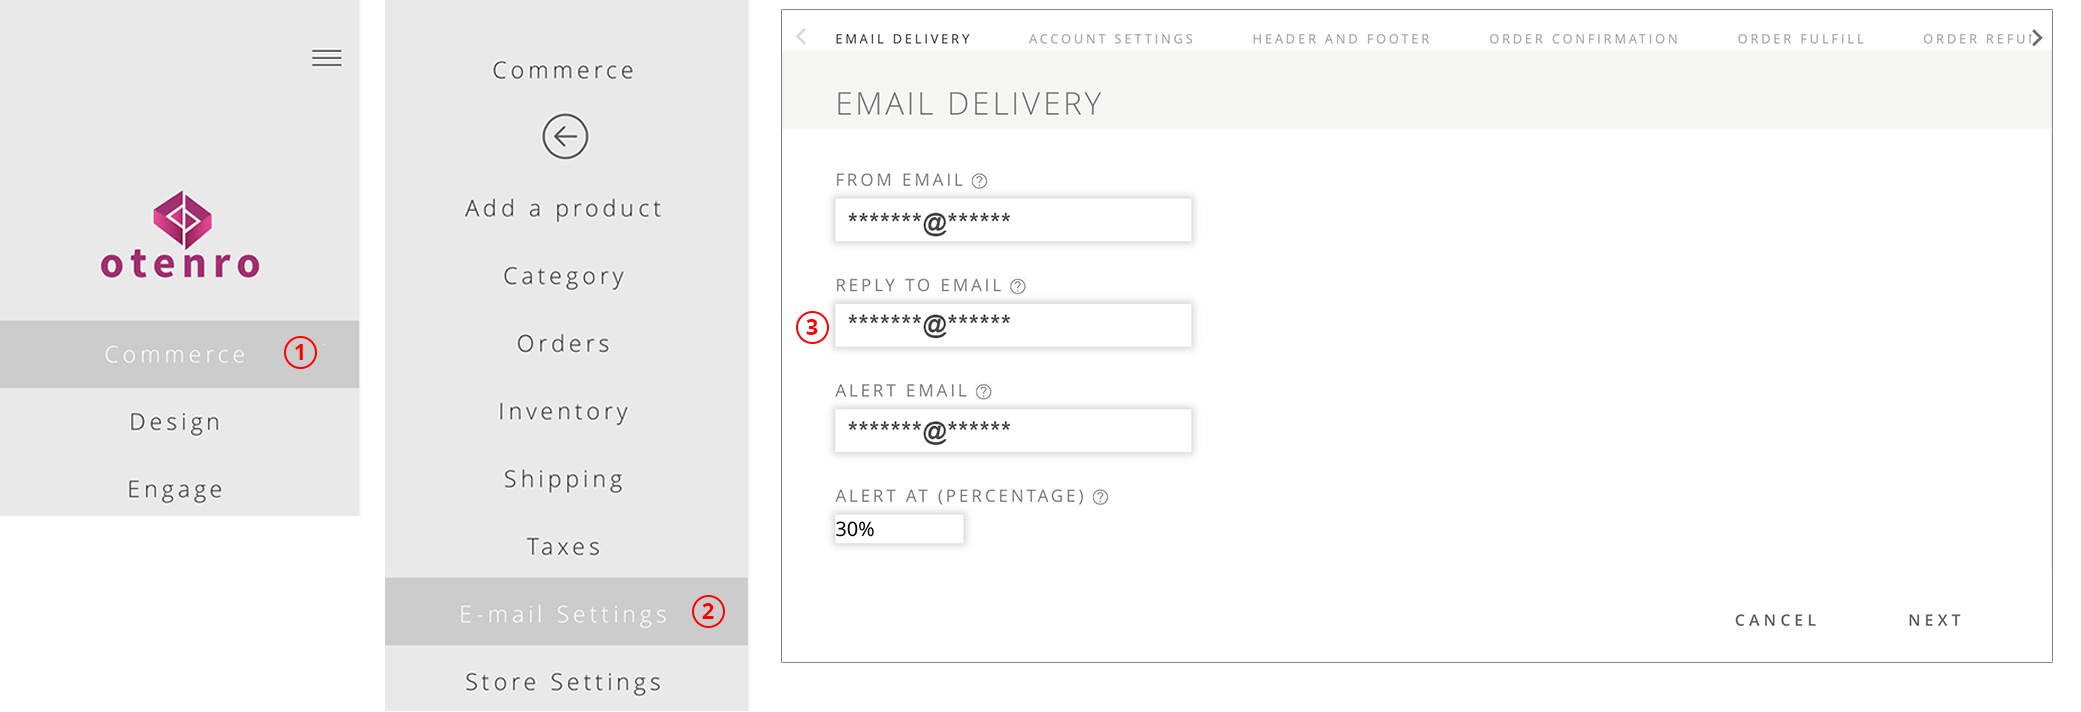 otenro
Commerce 1
Design
Engage
Commerce
Add a product
Category
Orders
Inventory
Shipping
Taxes
E-mail Settings 2
Store Settings
EMAIL DELIVERY ACCOUNT SETTINGS HEADER AND FOOTER ORDER CONFIRMATION ORDER FULFILL ORDER
EMAIL DELIVERY
FROM EMAIL ?
*******@******
REPLY TO EMAIL ?
3 *******@******
ALERT EMAIL ?
*******@******
ALERT AT (PERCENTAGE) ?
30%
CANCEL NEXT